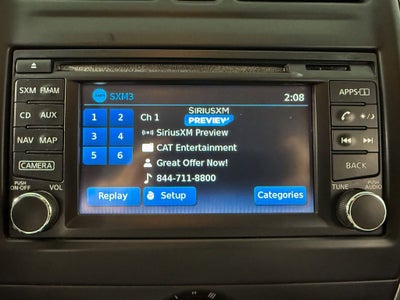 SXM FM/AM
CD AUX
NAV MAP
CAMERA
PUSH
ON·OFF VOL
SXM3 2:08
1 2
3 4
5 6
Ch 1
SIRIUSXM
PREVIEW
SiriusXM Preview
CAT Entertainment
Great Offer Now!
844-711-8800
Replay Setup Categories
APPS
BACK
TUNE PUSH
AUDIO